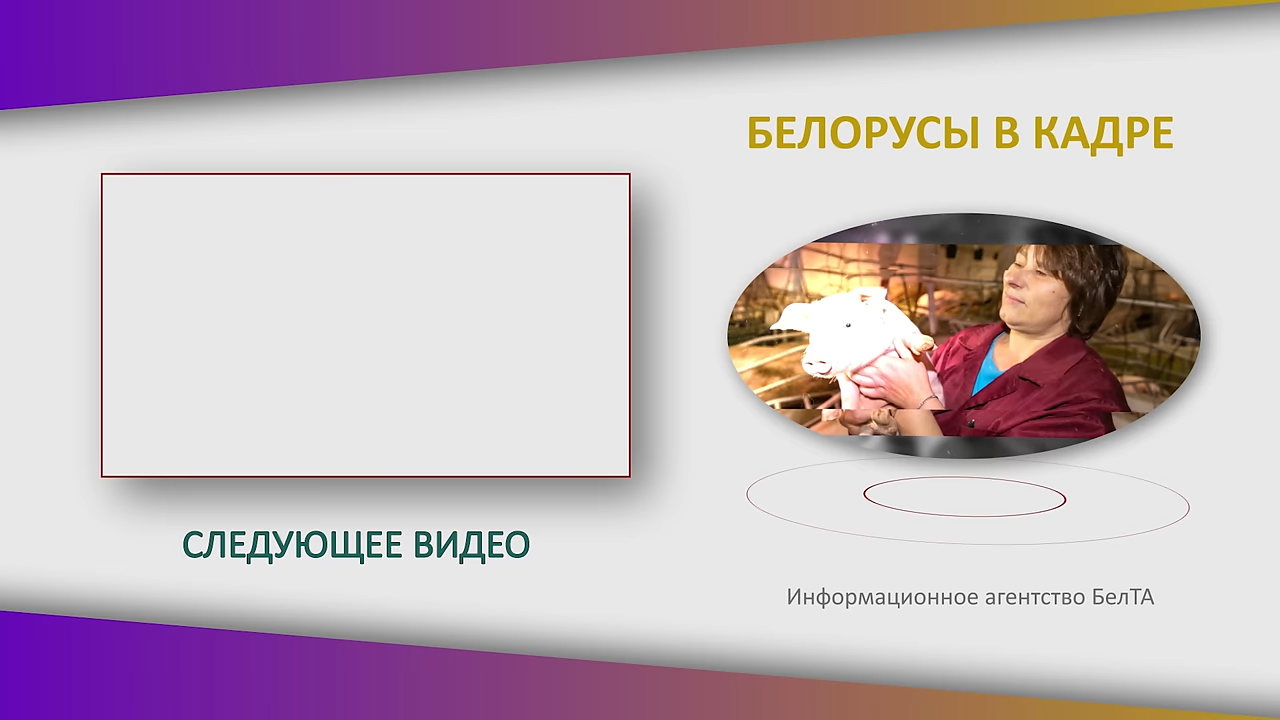 БЕЛОРУСЫ В КАДРЕ
СЛЕДУЮЩЕЕ ВИДЕО
Информационное агентство БелТА